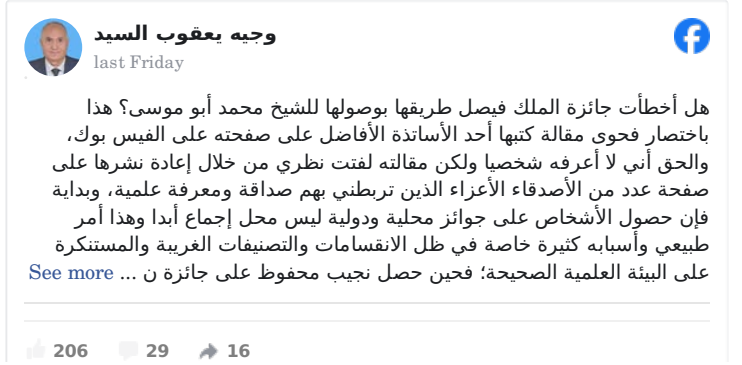 وجيه يعقوب السيد
last Friday
هل أخطأت جائزة الملك فيصل طريقها بوصولها للشيخ محمد أبو موسى؟ هذا
باختصار فحوى مقالة كتبها أحد الأساتذة الأفاضل على صفحته على الفيس بوك،
والحق أني لا أعرفه شخصيا ولكن مقالته لفتت نظري من خلال إعادة نشرها على
صفحة عدد من الأصدقاء الأعزاء الذين تربطني بهم صداقة ومعرفة علمية، وبداية
فإن حصول الأشخاص على جوائز محلية ودولية ليس محل إجماع أبدا وهذا أمر
طبيعي وأسبابه كثيرة خاصة في ظل الانقسامات والتصنيفات الغريبة والمستنكرة
على البيئة العلمية الصحيحة؛ فحين حصل نجيب محفوظ على جائزة ن ... See more
206 29 16